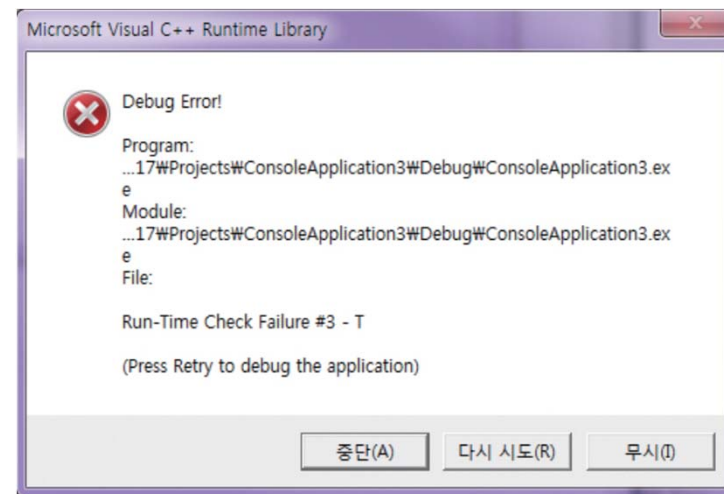 Microsoft Visual C++ Runtime Library
Debug Error!
Program:
...17₩Projects₩ConsoleApplication3₩Debug₩ConsoleApplication3.ex
e
Module:
...17₩Projects₩ConsoleApplication3₩Debug₩ConsoleApplication3.ex
e
File:
Run-Time Check Failure #3 - T
(Press Retry to debug the application)
중단(A) 다시 시도(R) 무시(I)